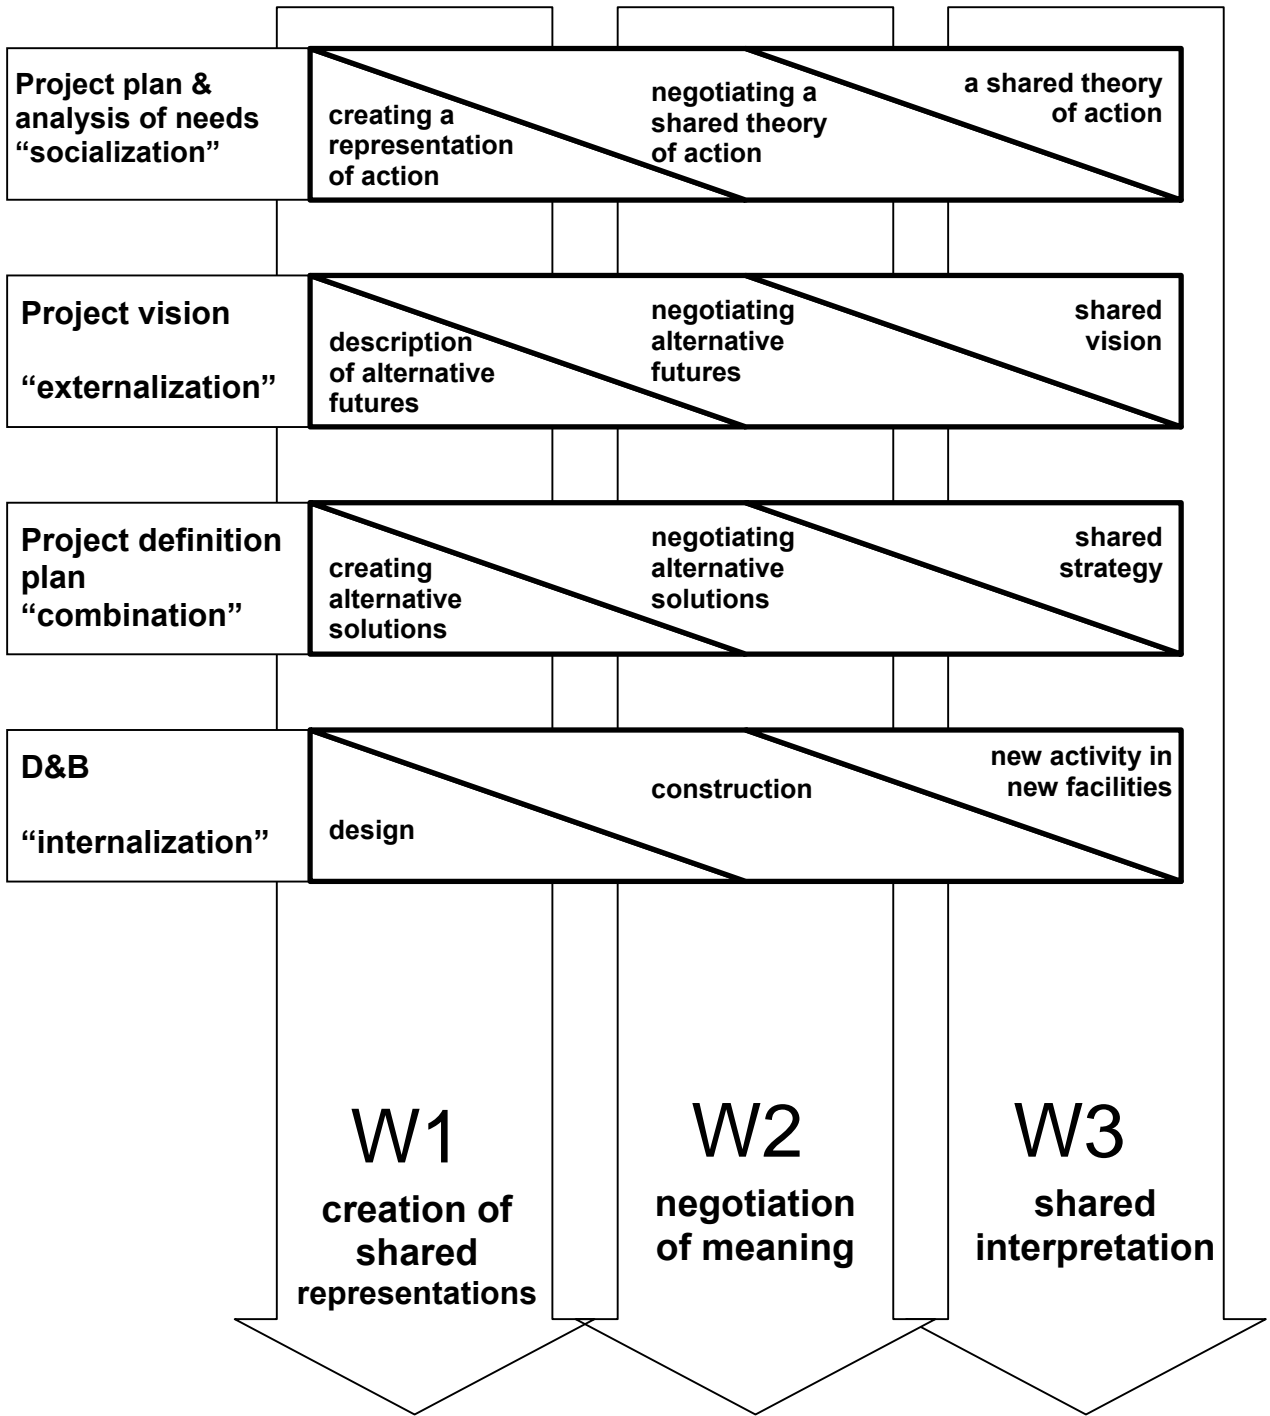 Project plan &
analysis of needs
“socialization”
creating a
representation
of action
negotiating a
shared theory
of action
a shared theory
of action
Project vision
“externalization”
description
of alternative
futures
negotiating
alternative
futures
shared
vision
Project definition
plan
“combination”
creating
alternative
solutions
negotiating
alternative
solutions
shared
strategy
D&B
“internalization”
design
construction
new activity in
new facilities
W1
creation of
shared
representations
W2
negotiation
of meaning
W3
shared
interpretation